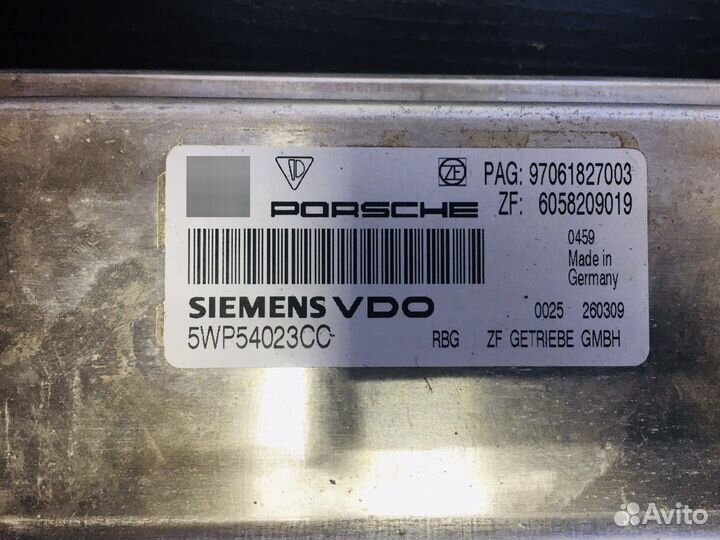 ZF PAG: 97061827003
PORSCHE ZF: 6058209019
0459
Made in
Germany
SIEMENS VDO 0025 260309
5WP54023CC RBG ZF GETRIEBE GMBH
Avito